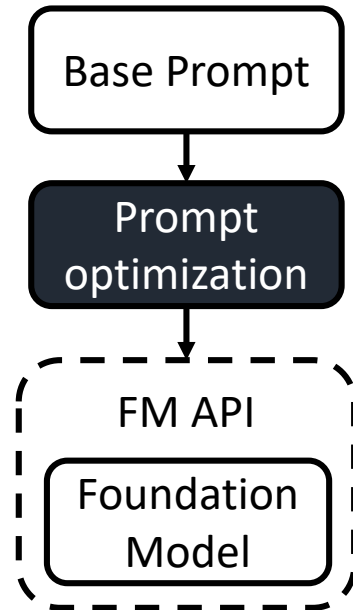 Base Prompt
Prompt
optimization
FM API
Foundation
Model